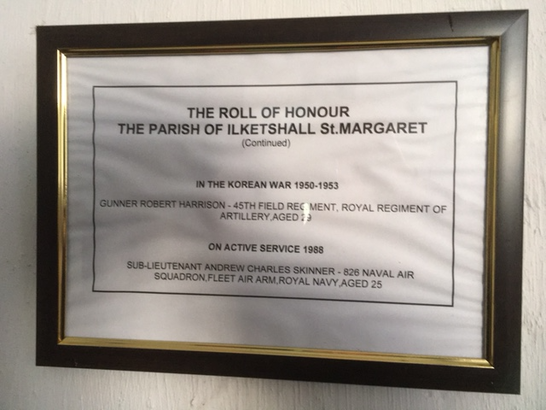 THE ROLL OF HONOUR
THE PARISH OF ILKETSHALL St.MARGARET
(Continued)
IN THE KOREAN WAR 1950-1953
GUNNER ROBERT HARRISON - 45TH FIELD REGIMENT, ROYAL REGIMENT OF
ARTILLERY,AGED 29
ON ACTIVE SERVICE 1988
SUB-LIEUTENANT ANDREW CHARLES SKINNER - 826 NAVAL AIR
SQUADRON,FLEET AIR ARM,ROYAL NAVY,AGED 25